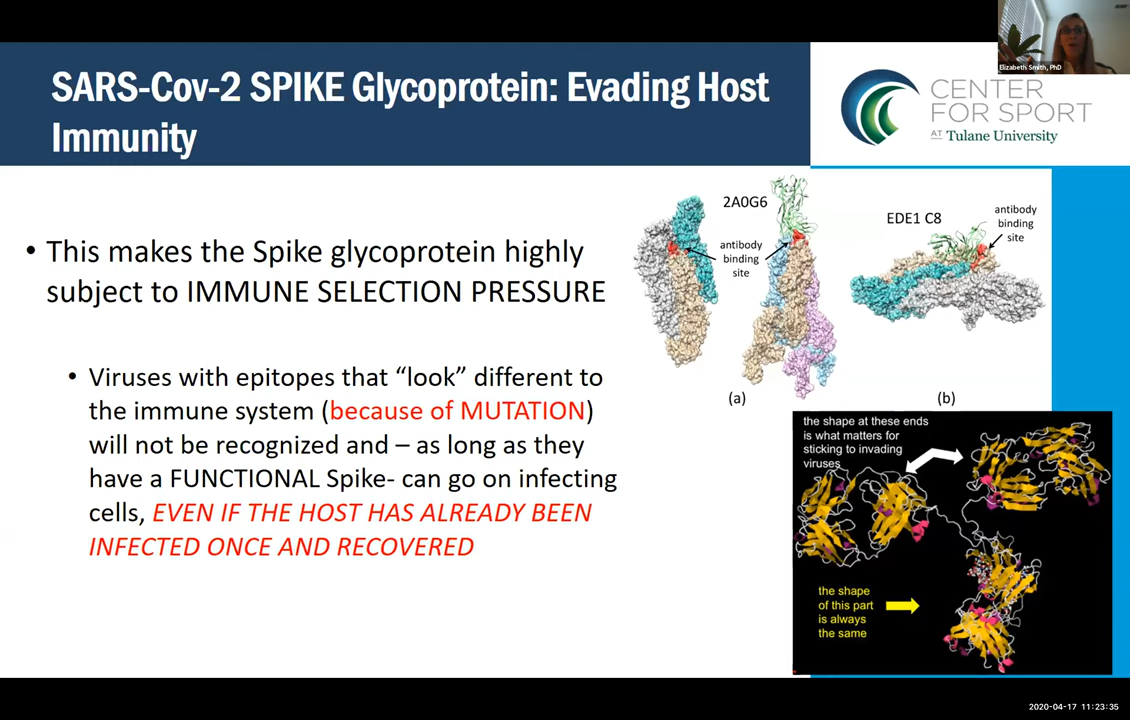 Elizabeth Smith, PhD
SARS-Cov-2 SPIKE Glycoprotein: Evading Host
Immunity
CENTER
FOR SPORT
AT Tulane University
• This makes the Spike glycoprotein highly
subject to IMMUNE SELECTION PRESSURE
• Viruses with epitopes that “look” different to
the immune system (because of MUTATION)
will not be recognized and – as long as they
have a FUNCTIONAL Spike- can go on infecting
cells, EVEN IF THE HOST HAS ALREADY BEEN
INFECTED ONCE AND RECOVERED
2A0G6
antibody
binding
site
(a)
EDE1 C8
antibody
binding
site
(b)
the shape at these ends
is what matters for
sticking to invading
viruses
the shape
of this part
is always
the same
2020-04-17 11:23:35